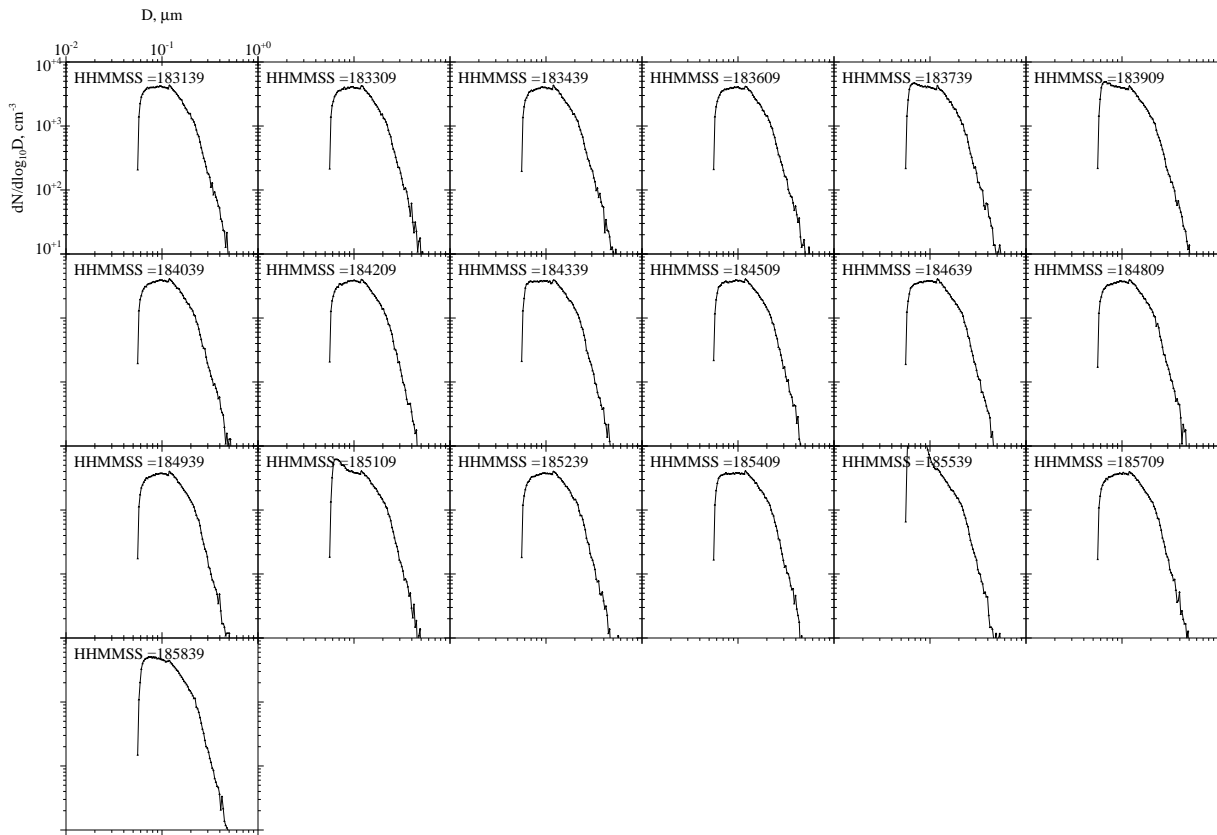 D, μm
10-2 10-1 10+0
10+4
10+3
10+2
10+1
dN/dlog10D, cm-3
HHMMSS =183139 HHMMSS =183309 HHMMSS =183439 HHMMSS =183609 HHMMSS =183739 HHMMSS =183909
HHMMSS =184039 HHMMSS =184209 HHMMSS =184339 HHMMSS =184509 HHMMSS =184639 HHMMSS =184809
HHMMSS =184939 HHMMSS =185109 HHMMSS =185239 HHMMSS =185409 HHMMSS =185539 HHMMSS =185709
HHMMSS =185839